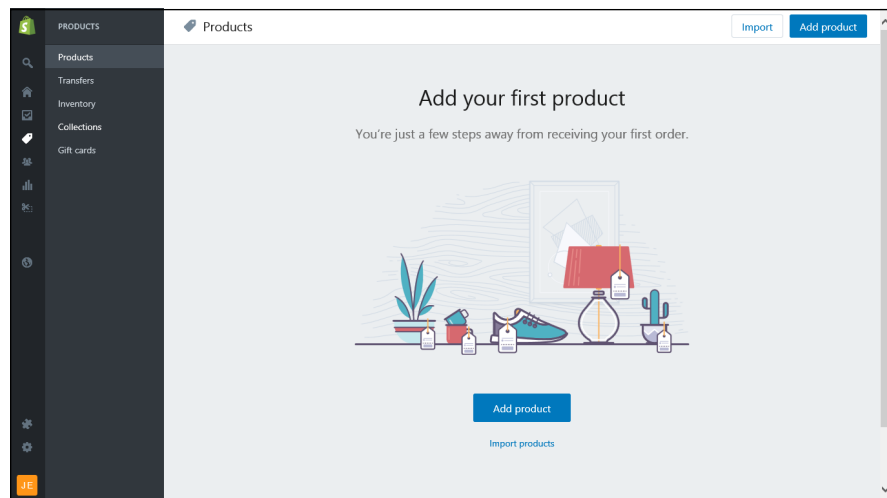 PRODUCTS
Products
Transfers
Inventory
Collections
Gift cards
JE
Products
Import
Add product
Add your first product
You're just a few steps away from receiving your first order.
Add product
Import products